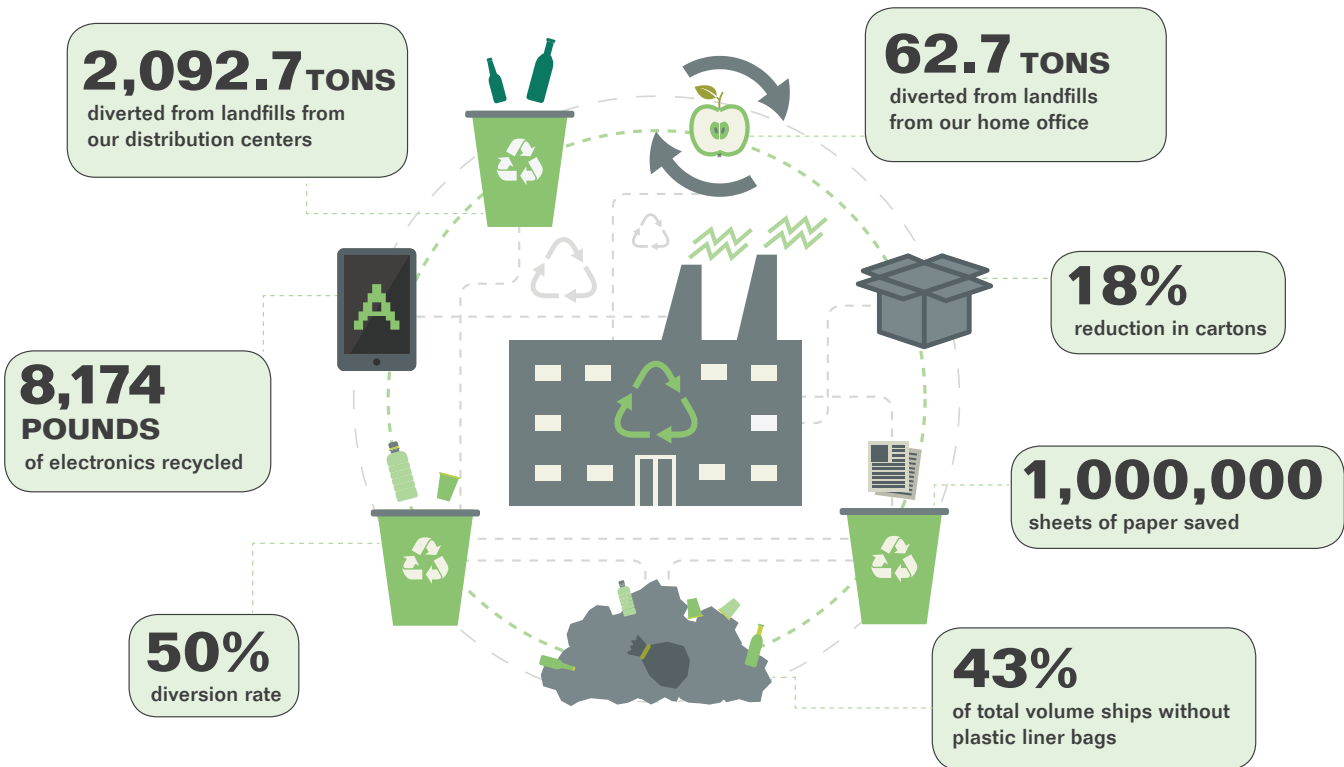 2,092.7 TONS
diverted from landfills from
our distribution centers
62.7 TONS
diverted from landfills
from our home office
A
18%
reduction in cartons
8,174
POUNDS
of electronics recycled
1,000,000
sheets of paper saved
50%
diversion rate
43%
of total volume ships without
plastic liner bags